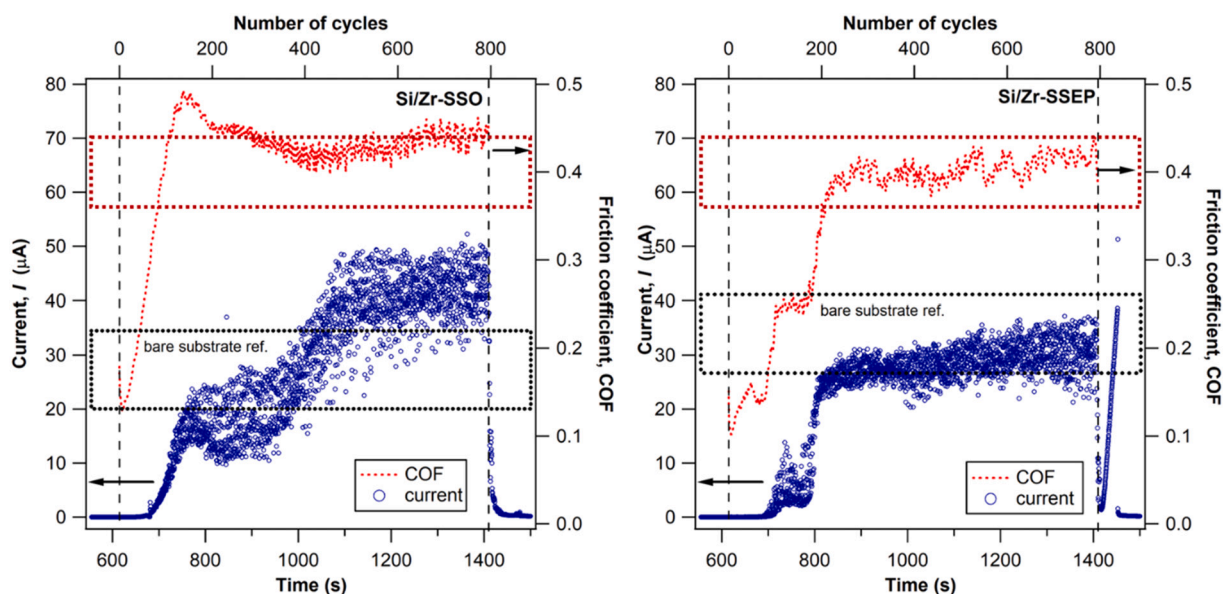 Number of cycles
0 200 400 600 800
Si/Zr-SSO
80 70 60 50 40 30 20 10 0
Current, I (μA)
0.5 0.4 0.3 0.2 0.1 0.0
Friction coefficient, COF
bare substrate ref.
COF
current
600 800 1000 1200 1400
Time (s)
Number of cycles
0 200 400 600 800
Si/Zr-SSEP
80 70 60 50 40 30 20 10 0
Current, I (μA)
0.5 0.4 0.3 0.2 0.1 0.0
Friction coefficient, COF
bare substrate ref.
COF
current
600 800 1000 1200 1400
Time (s)